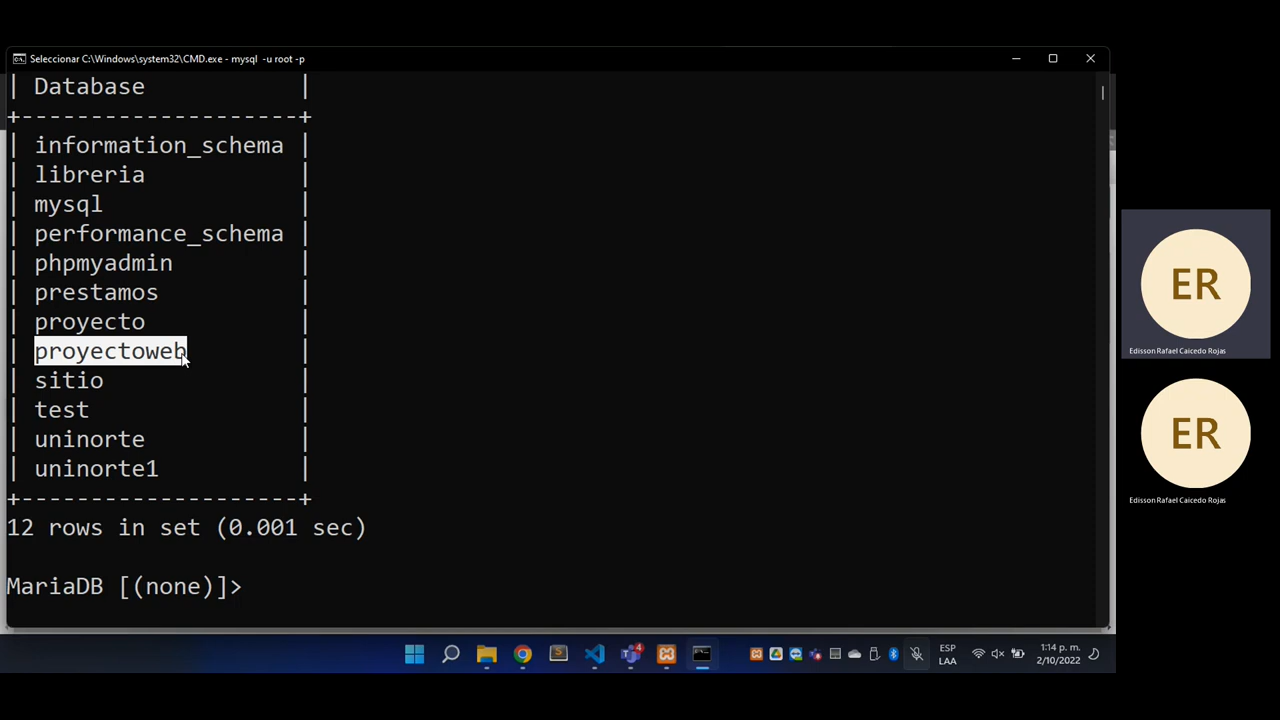 Seleccionar C:\Windows\system32\CMD.exe - mysql -u root -p
| Database           |
+--------------------+
| information_schema |
| libreria           |
| mysql              |
| performance_schema |
| phpmyadmin         |
| prestamos          |
| proyecto           |
| proyectoweb        |
| sitio              |
| test               |
| uninorte           |
| uninorte1          |
+--------------------+
12 rows in set (0.001 sec)
MariaDB [(none)]>
ER
Edisson Rafael Caicedo Rojas
ER
Edisson Rafael Caicedo Rojas
4
ESP
LAA
1:14 p. m.
2/10/2022